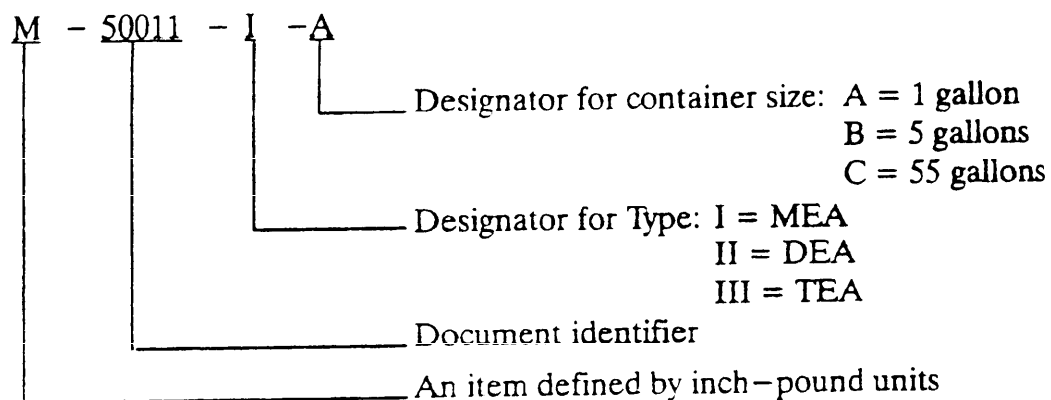 M - 50011 - I -A
Designator for container size: A = 1 gallon
B = 5 gallons
C = 55 gallons
Designator for Type: I = MEA
II = DEA
III = TEA
Document identifier
An item defined by inch-pound units